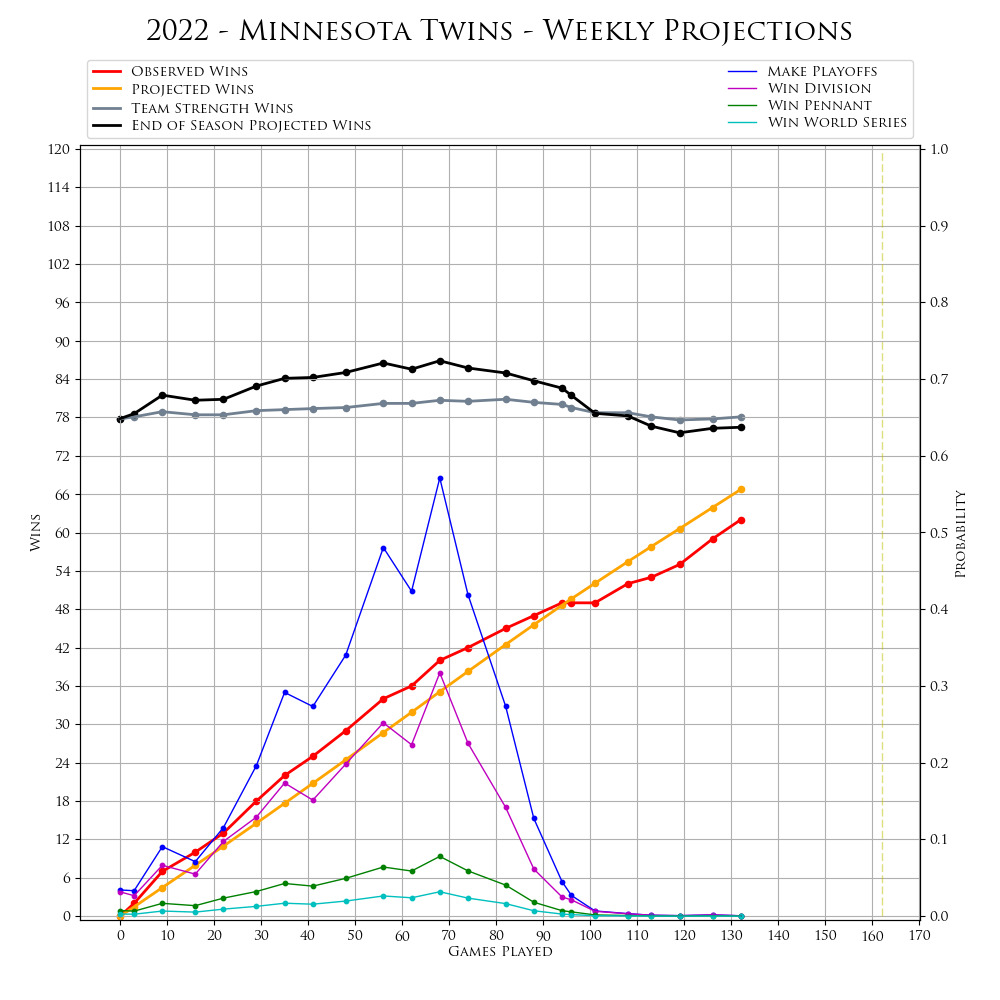 2022 - Minnesota Twins - Weekly Projections
Observed Wins
Projected Wins
Team Strength Wins
End of Season Projected Wins
Make Playoffs
Win Division
Win Pennant
Win World Series
120
114
108
102
96
90
84
78
72
66
60
54
48
42
36
30
24
18
12
6
0
Wins
1.0
0.9
0.8
0.7
0.6
0.5
0.4
0.3
0.2
0.1
0.0
Probability
0 10 20 30 40 50 60 70 80 90 100 110 120 130 140 150 160 170
Games Played